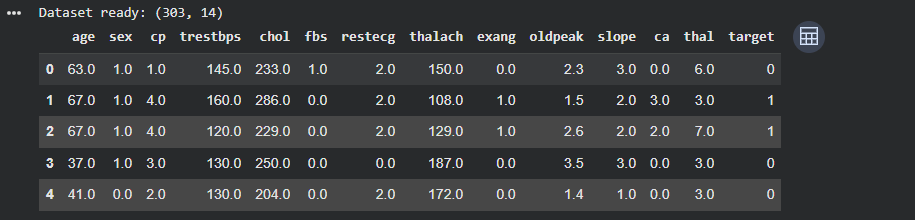 ••• Dataset ready: (303, 14)
age sex cp trestbps chol fbs restecg thalach exang oldpeak slope ca thal target
0 63.0 1.0 1.0 145.0 233.0 1.0 2.0 150.0 0.0 2.3 3.0 0.0 6.0 0
1 67.0 1.0 4.0 160.0 286.0 0.0 2.0 108.0 1.0 1.5 2.0 3.0 3.0 1
2 67.0 1.0 4.0 120.0 229.0 0.0 2.0 129.0 1.0 2.6 2.0 2.0 7.0 1
3 37.0 1.0 3.0 130.0 250.0 0.0 0.0 187.0 0.0 3.5 3.0 0.0 3.0 0
4 41.0 0.0 2.0 130.0 204.0 0.0 2.0 172.0 0.0 1.4 1.0 0.0 3.0 0